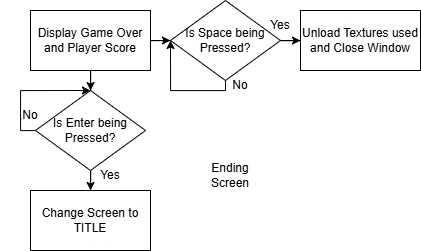 Display Game Over
and Player Score
Is Space being
Pressed?
Yes
Unload Textures used
and Close Window
No
No
Is Enter being
Pressed?
Yes
Ending
Screen
Change Screen to
TITLE